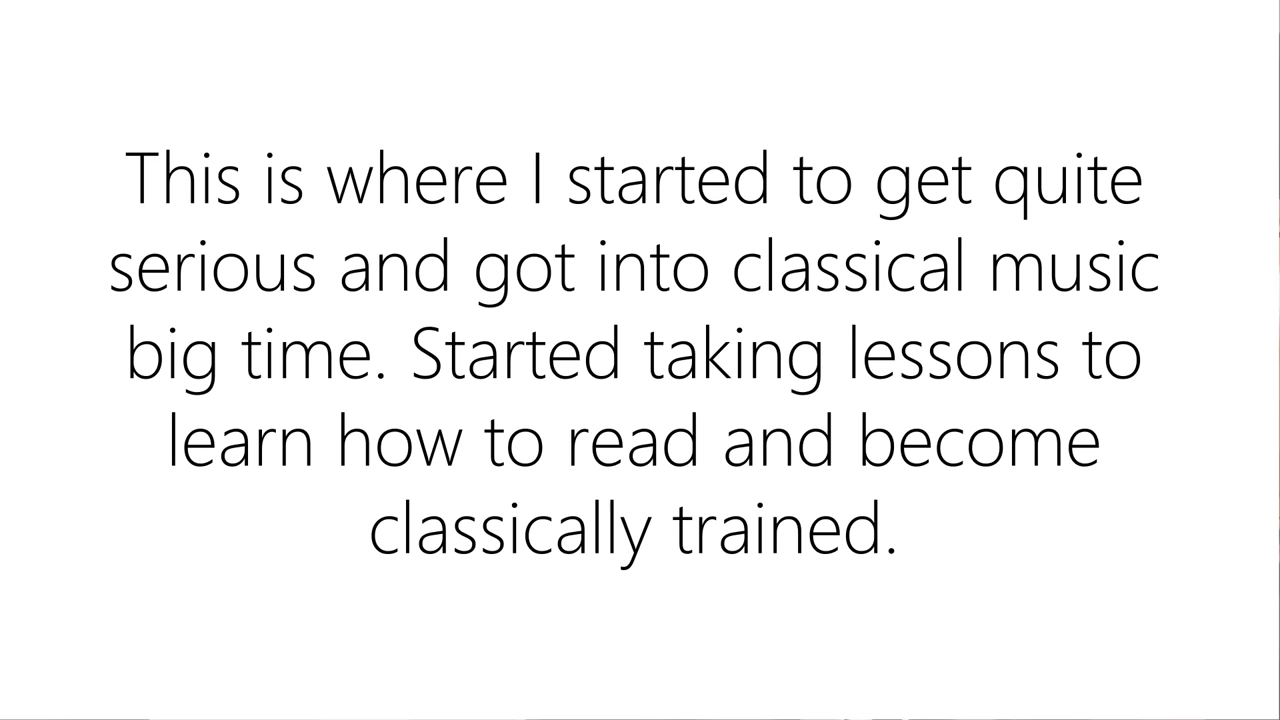 This is where I started to get quite
serious and got into classical music
big time. Started taking lessons to
learn how to read and become
classically trained.